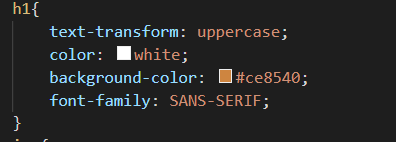 h1{
text-transform: uppercase;
color: white;
background-color: #ce8540;
font-family: SANS-SERIF;
}